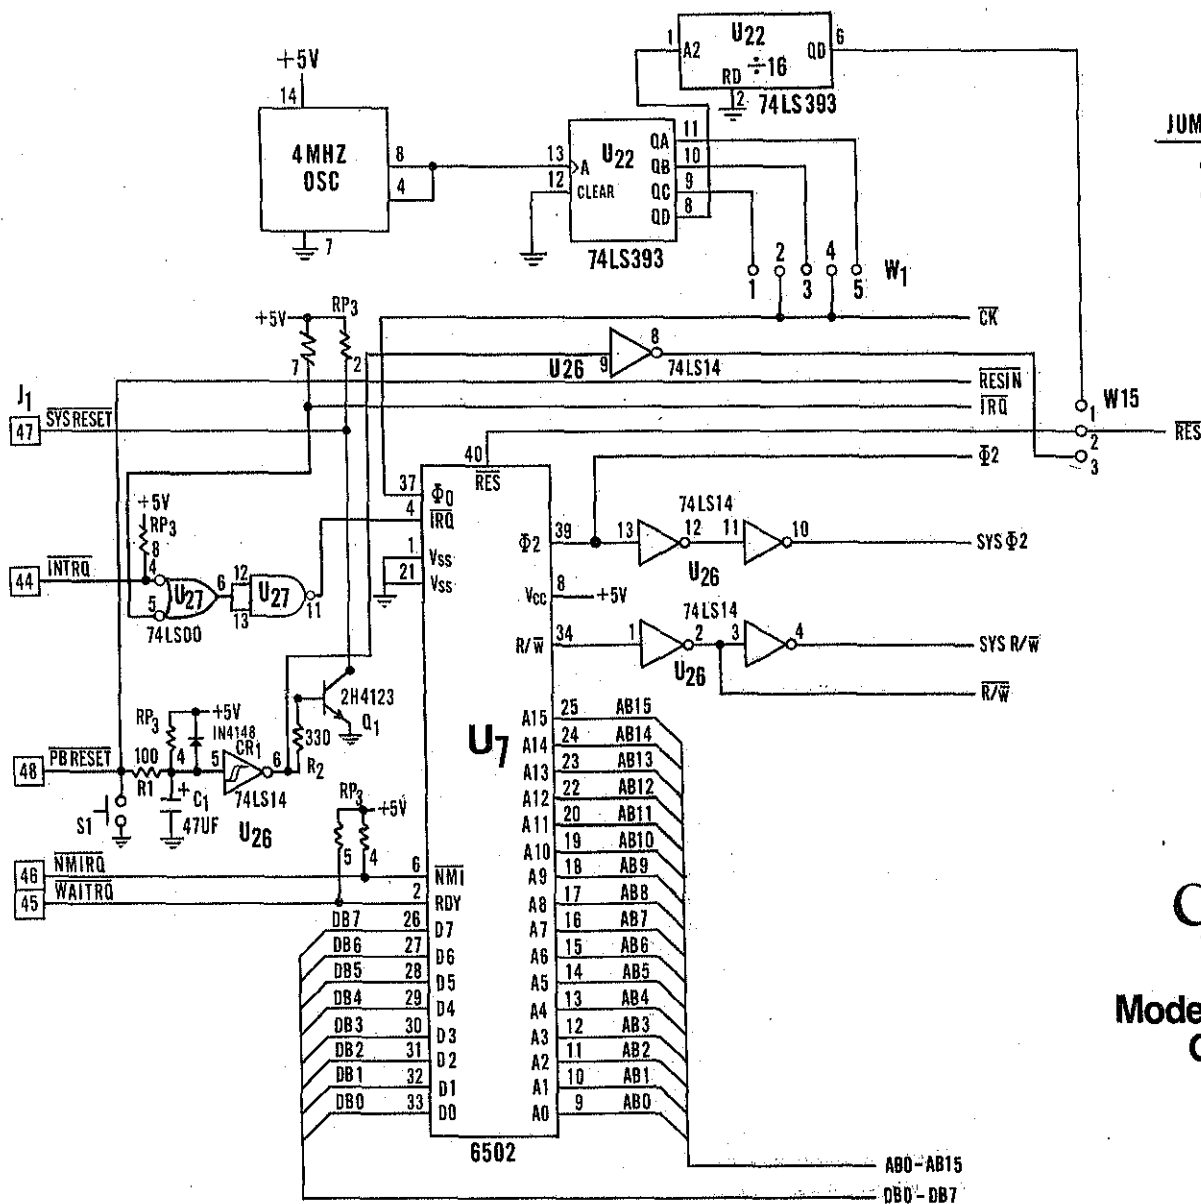 +5V
14
4MHZ
OSC
8
4
7
13
12
A
CLEAR
U22
QA
QB
QC
QD
11
10
9
8
74LS393
1
A2
U22
÷16
RD
2
QD
6
74LS393
JUM
1
2
3
4
5
W1
CK
+5V
RP3
7
2
U26
9
8
74LS14
RESIN
IRQ
W15
1
2
3
RES
J1
47
SYSRESET
40
RES
Φ2
37
Φ0
4
IRQ
1
Vss
21
Vss
+5V
RP3
8
44
INTRQ
4
5
U27
6
74LS00
12
13
U27
11
39
Φ2
13
74LS14
12
11
10
U26
SYSΦ2
8
Vcc
+5V
34
R/W
1
2
74LS14
3
4
U26
SYS R/W
R/W
2H4123
Q1
330
R2
48
PBRESET
RP3
+5V
IN4148
CR1
100
R1
4
5
6
74LS14
U26
+
C1
47UF
S1
RP3
+5V
5
4
46
NMIRQ
6
NMI
45
WAITRQ
2
RDY
U7
DB7 26 D7
DB6 27 D6
DB5 28 D5
DB4 29 D4
DB3 30 D3
DB2 31 D2
DB1 32 D1
DB0 33 D0
A15 25 AB15
A14 24 AB14
A13 23 AB13
A12 22 AB12
A11 20 AB11
A10 19 AB10
A9 18 AB9
A8 17 AB8
A7 16 AB7
A6 15 AB6
A5 14 AB5
A4 13 AB4
A3 12 AB3
A2 11 AB2
A1 10 AB1
A0 9 AB0
6502
AB0-AB15
DB0-DB7
Mode